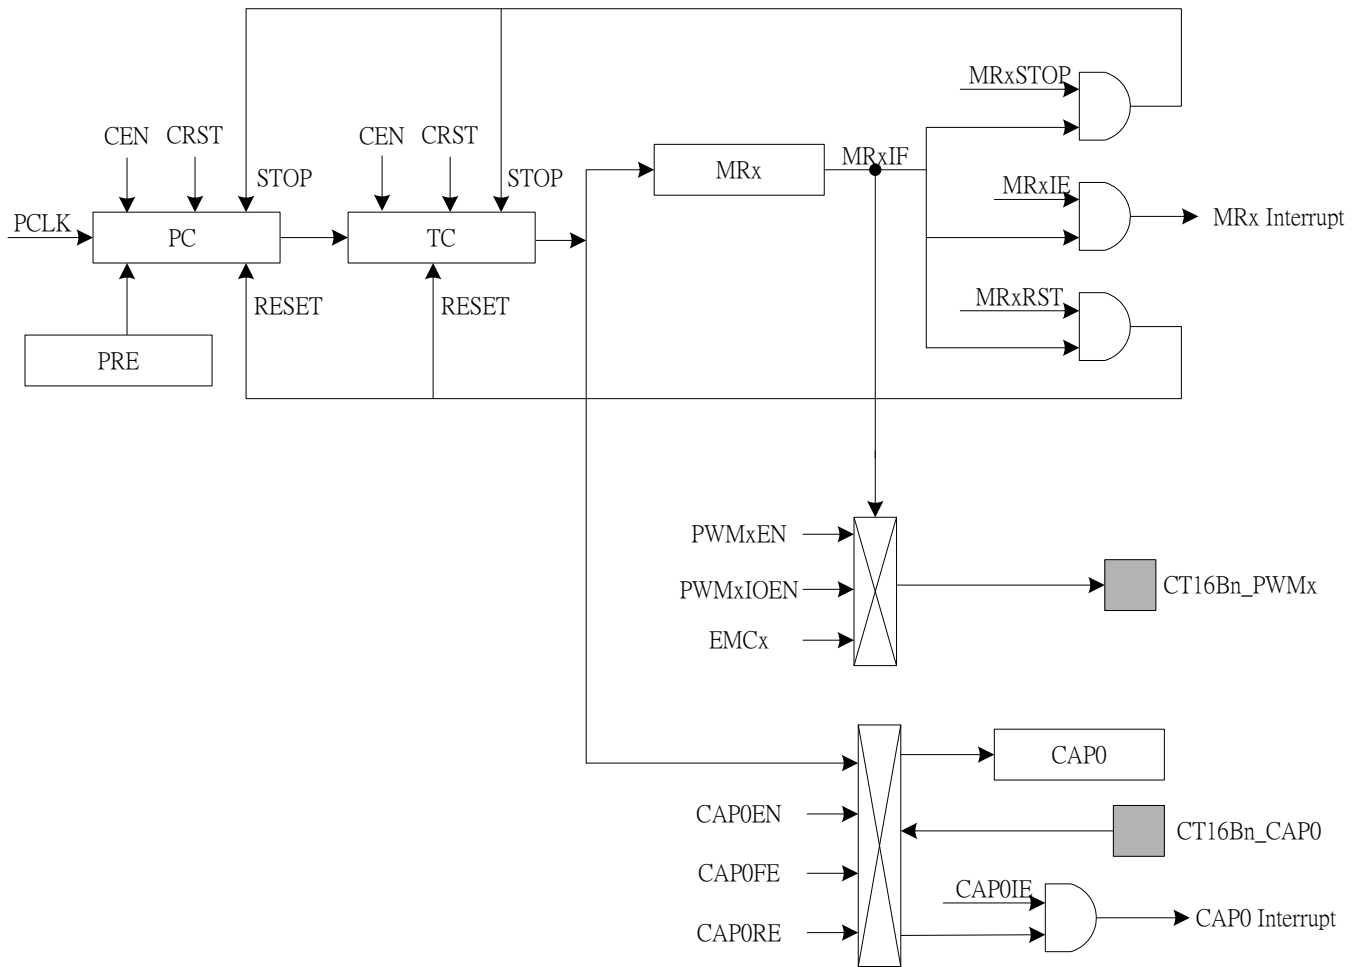 MRxSTOP
CEN
CRST
CEN
CRST
MRxIF
MRx
STOP
STOP
MRxIE
MRx Interrupt
PCLK
PC
TC
RESET
RESET
MRxRST
PRE
PWMxEN
PWMxIOEN
CT16Bn_PWMx
EMCx
CAP0
CAP0EN
CT16Bn_CAP0
CAP0FE
CAP0IE
CAP0RE
CAP0 Interrupt